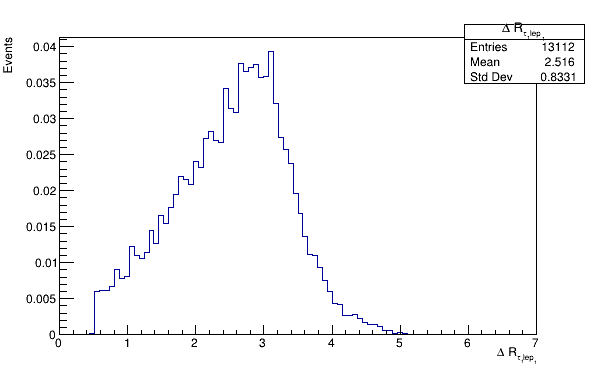 Δ R_{τ_1 lep_1}
Entries 13112
Mean 2.516
Std Dev 0.8331
Events
0.04
0.035
0.03
0.025
0.02
0.015
0.01
0.005
0
0 1 2 3 4 5 6 7
Δ R_{τ_1 lep_1}